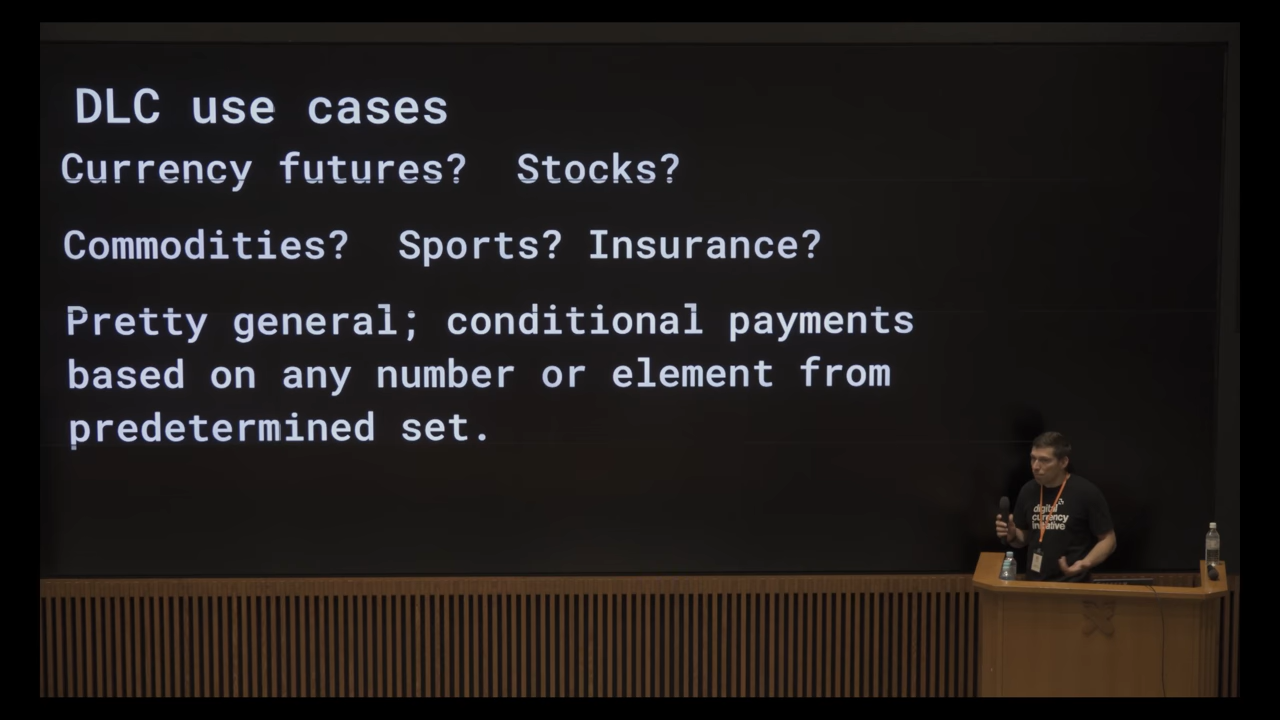 DLC use cases
Currency futures?  Stocks?
Commodities?  Sports? Insurance?
Pretty general; conditional payments
based on any number or element from
predetermined set.
digital
currency
initiative